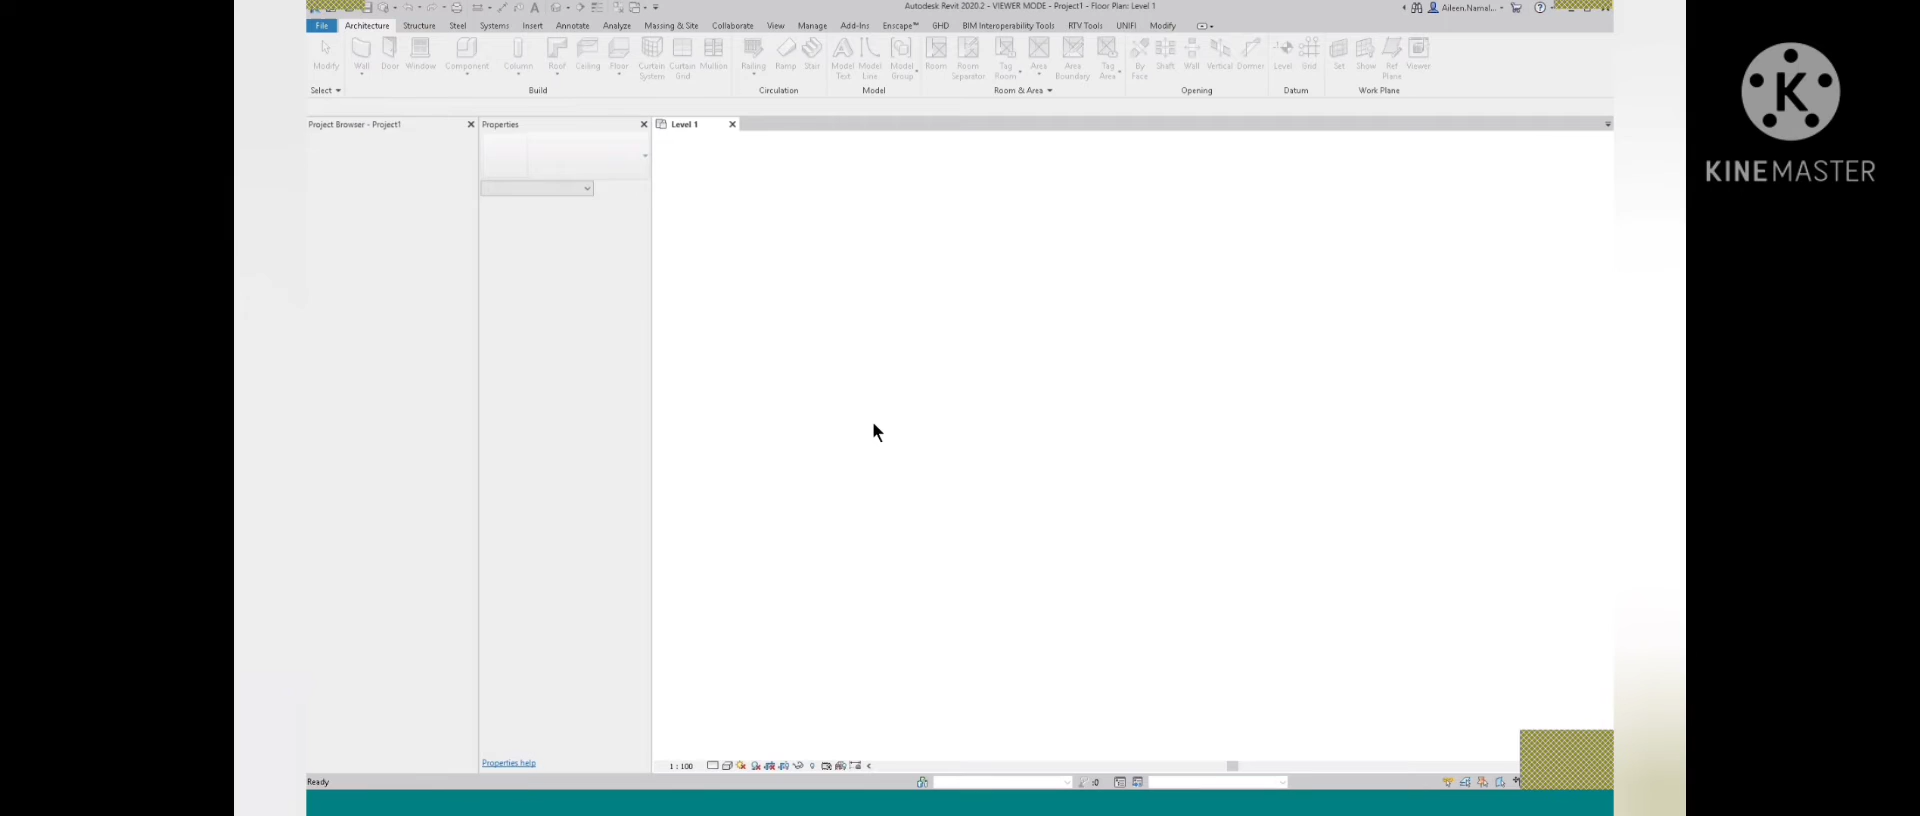 Autodesk Revit 2020.2 - VIEWER MODE - Project1 - Floor Plan: Level 1
Aileen.Namal...
File Architecture Structure Steel Systems Insert Annotate Analyze Massing & Site Collaborate View Manage Add-Ins Enscape™ GHD BIM Interoperability Tools RTV Tools UNIFI Modify
Modify Wall Door Window Component Column Roof Ceiling Floor Curtain System Curtain Grid Mullion Railing Ramp Stair Model Text Model Line Model Group Room Room Separator Tag Room Area Area Boundary Tag Area By Face Shaft Wall Vertical Dormer Level Grid Set Show Ref Plane Viewer
Select Build Circulation Model Room & Area Opening Datum Work Plane
Project Browser - Project1
Properties
Level 1
Properties help
1 : 100
Ready
:0
K
KINEMASTER